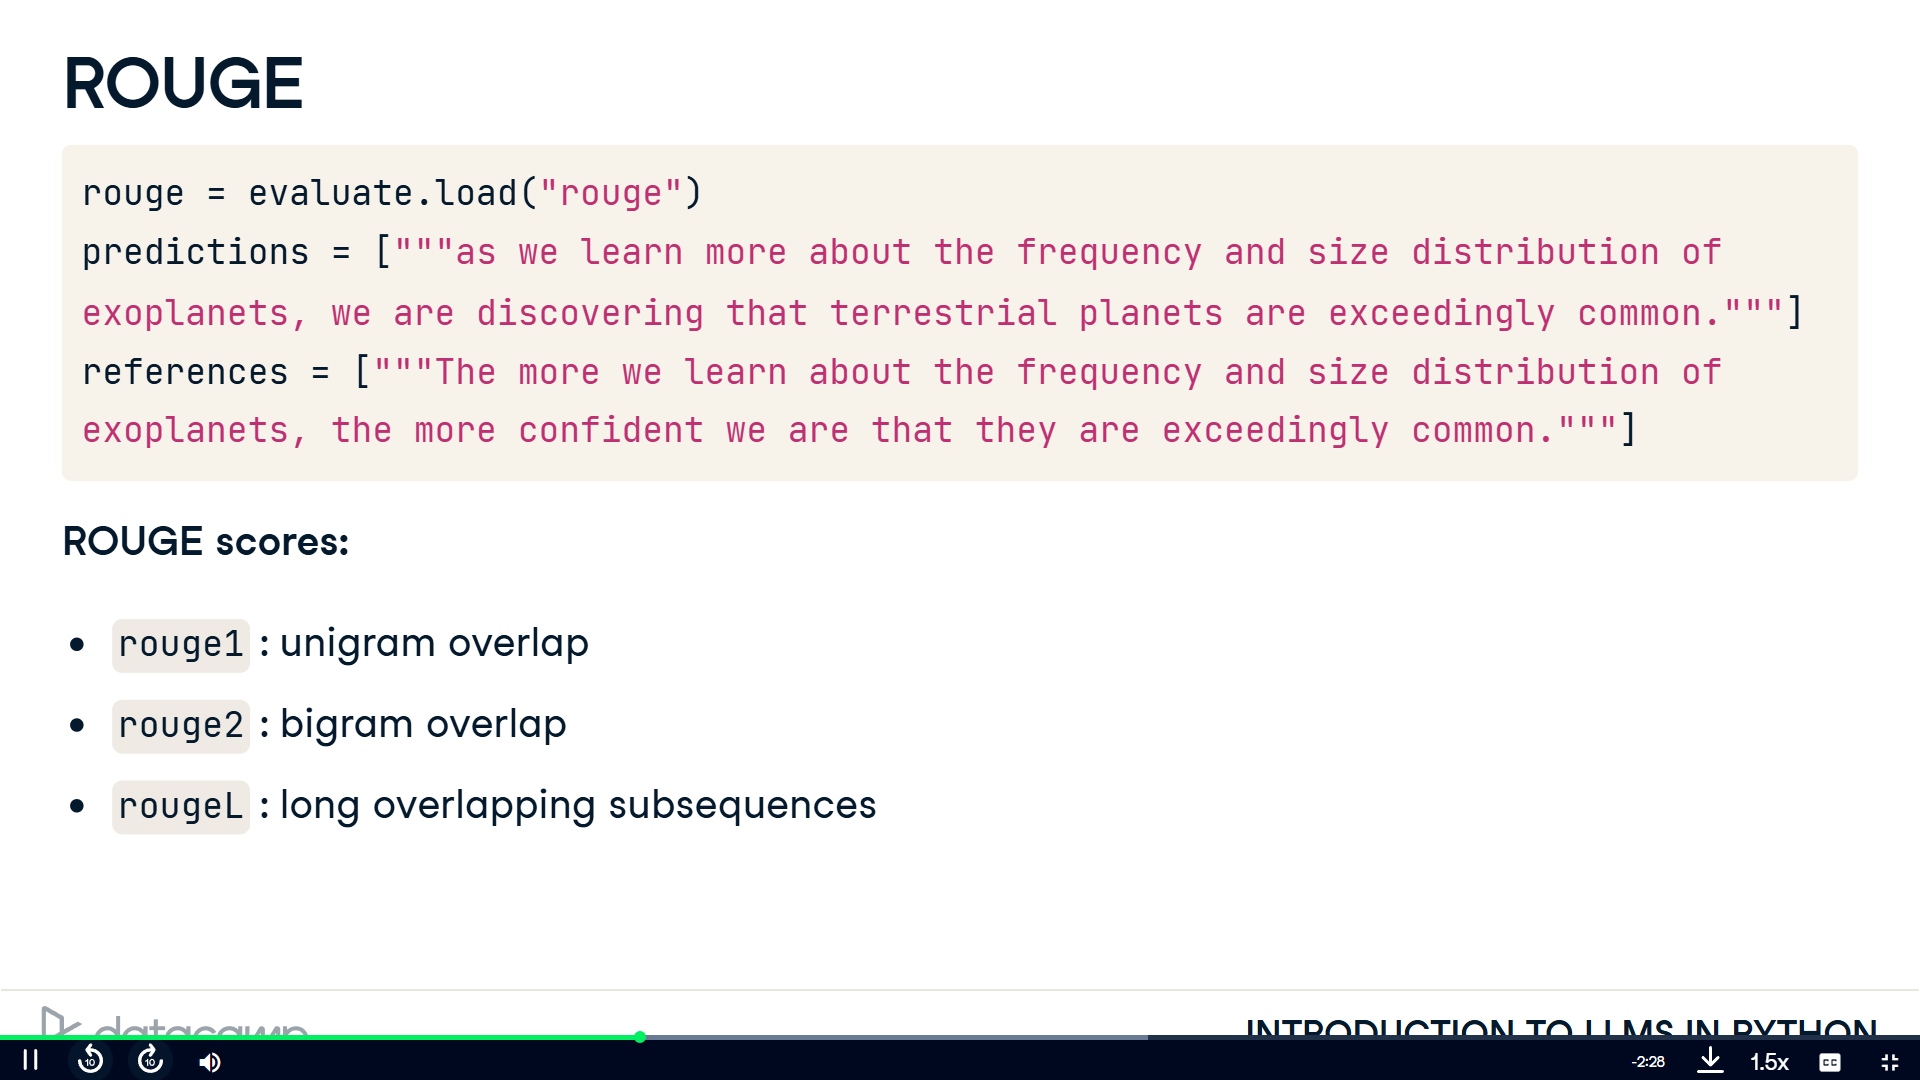 ROUGE
rouge = evaluate.load("rouge")
predictions = ["""as we learn more about the frequency and size distribution of
exoplanets, we are discovering that terrestrial planets are exceedingly common."""]
references = ["""The more we learn about the frequency and size distribution of
exoplanets, the more confident we are that they are exceedingly common."""]
ROUGE scores:
• rouge1 : unigram overlap
• rouge2 : bigram overlap
• rougeL : long overlapping subsequences
datacamp
INTRODUCTION TO LLMS IN PYTHON
10
10
-2:28
1.5x
CC